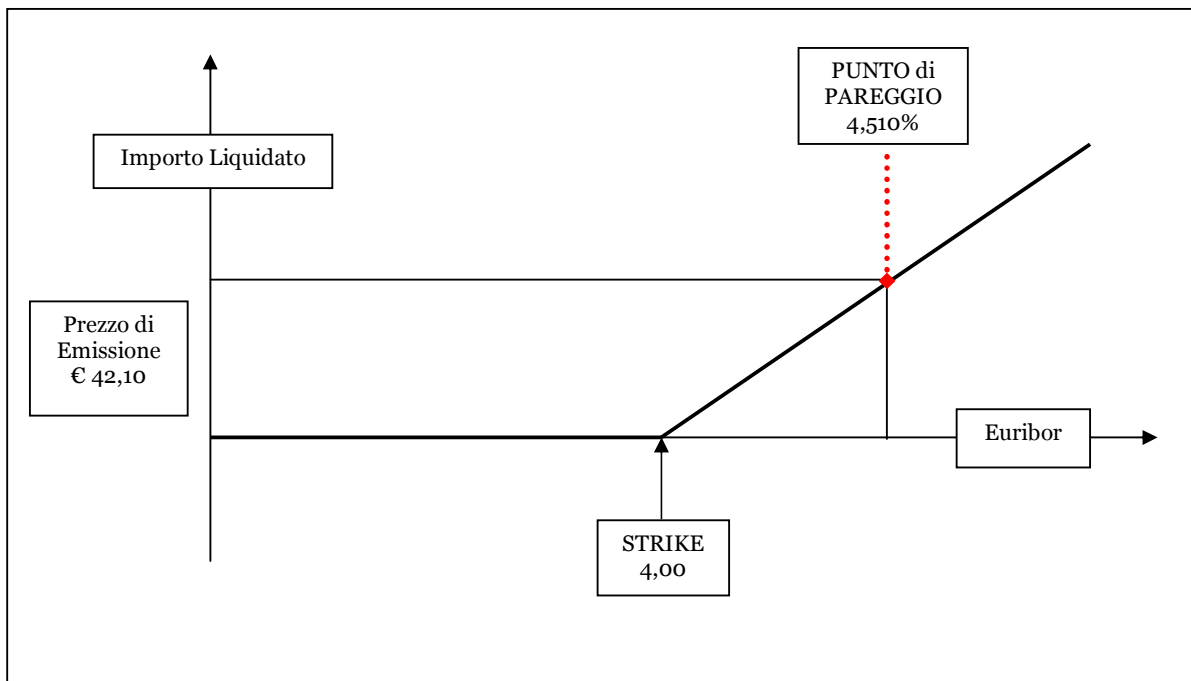 PUNTO di
PAREGGIO
4,510%
Importo Liquidato
Prezzo di
Emissione
€ 42,10
Euribor
STRIKE
4,00